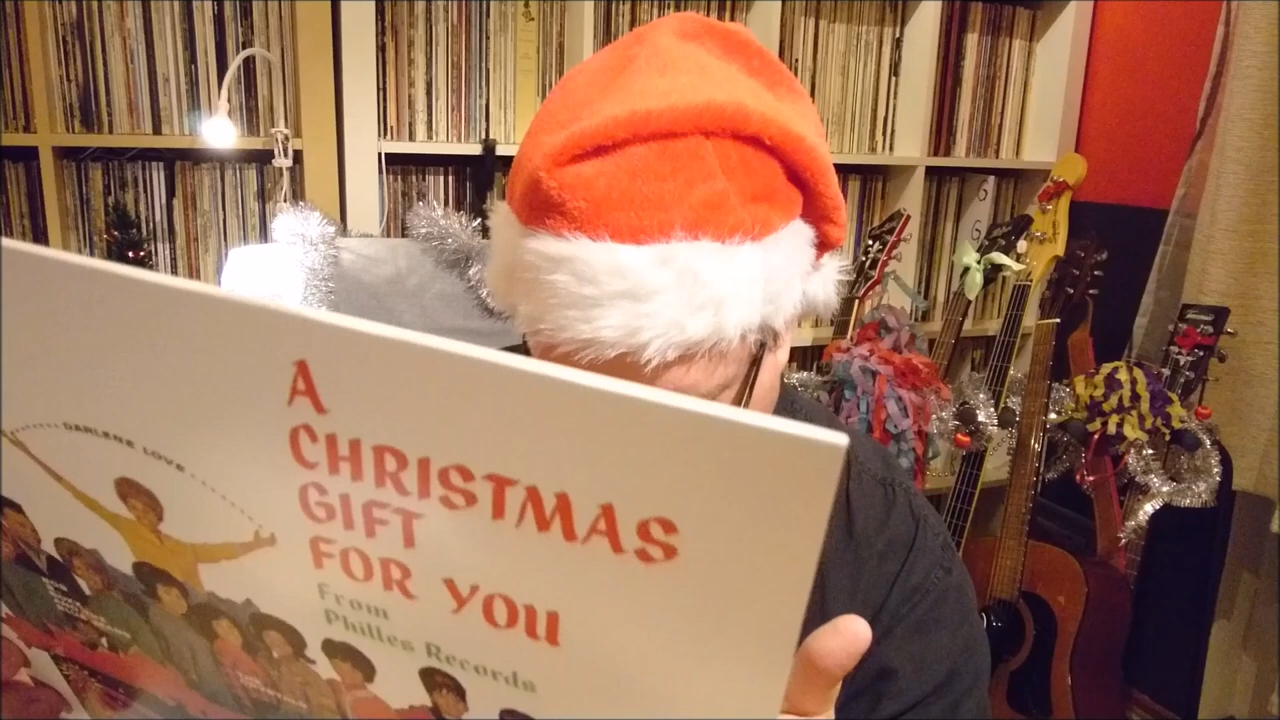 A
CHRISTMAS
GIFT
FOR YOU
From
Philles Records
DARLENE LOVE
G
G